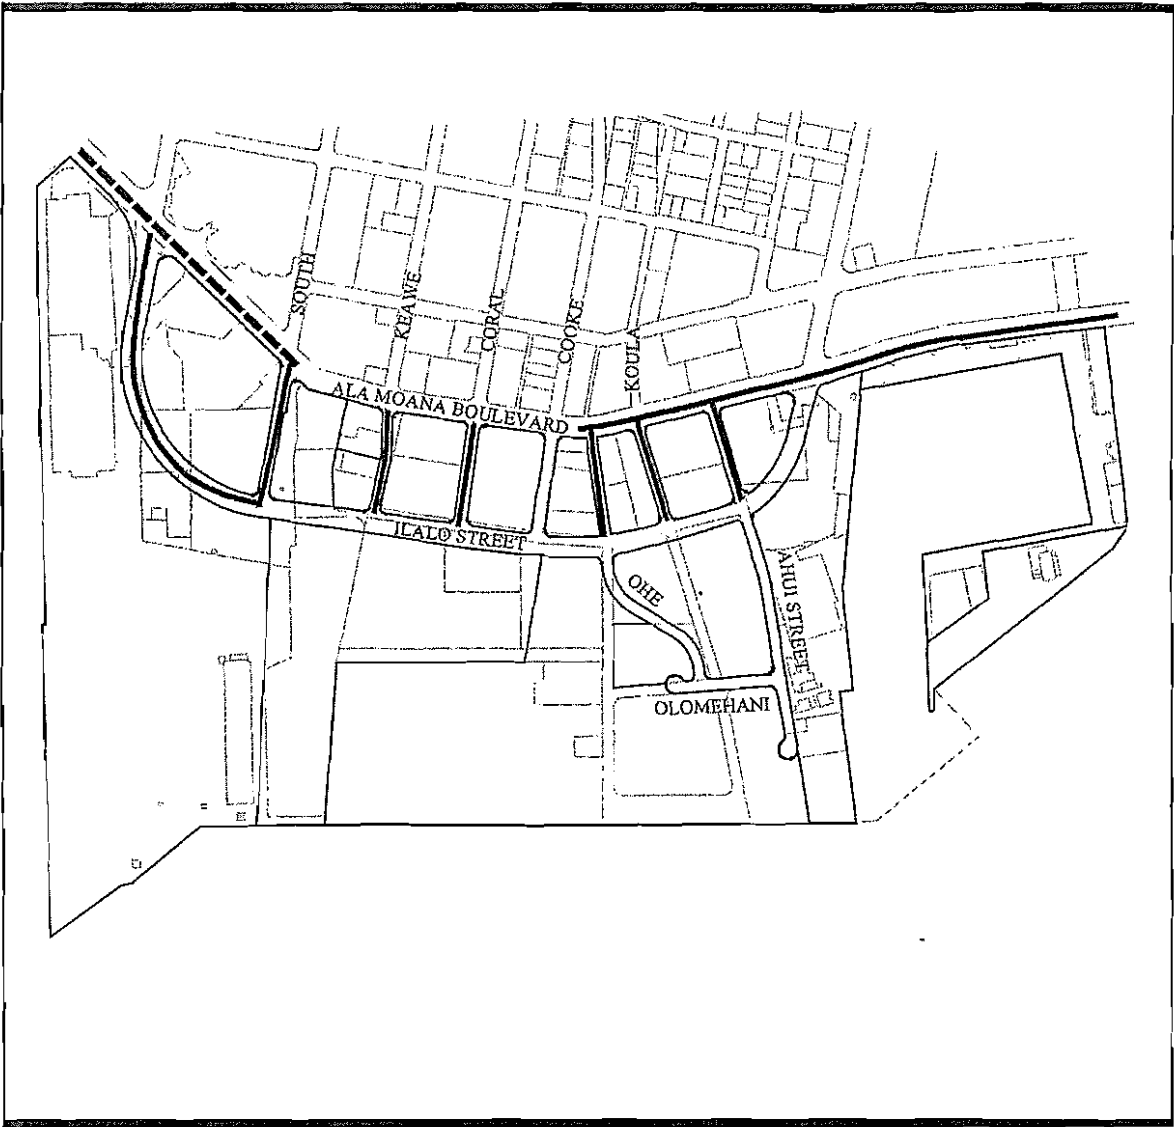 SOUTH
KEAWE
CORAL
COOKE
KOULA
ALA MOANA BOULEVARD
ILALO STREET
OHE
AHUI STREET
OLOMEHANI